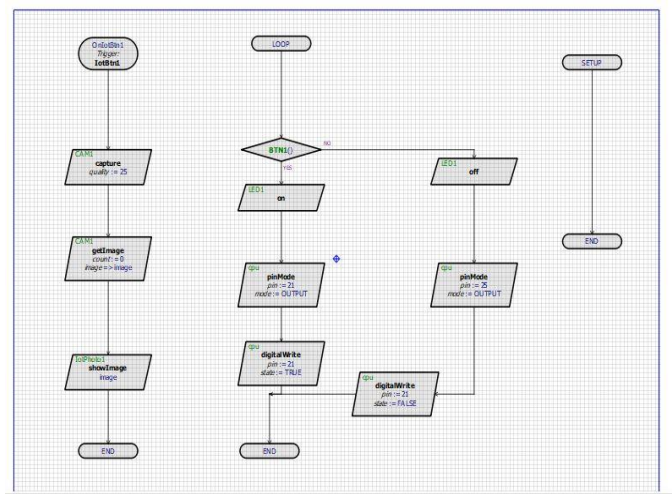 OnIotBtn1
Trigger:
IotBtn1
CAM1
capture
quality := 25
CAM1
getImage
count := 0
image => image
IotPhoto1
showImage
image
END
LOOP
BTN1()
NO
YES
LED1
on
cpu
pinMode
pin := 21
mode := OUTPUT
cpu
digitalWrite
pin := 21
state := TRUE
END
LED1
off
cpu
pinMode
pin := 25
mode := OUTPUT
cpu
digitalWrite
pin := 21
state := FALSE
SETUP
END